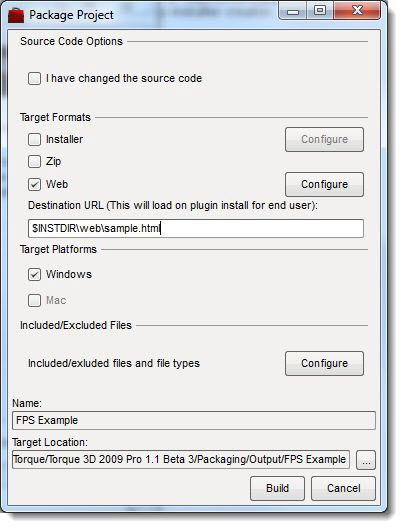 Package Project
Source Code Options
I have changed the source code
Target Formats
Installer
Configure
Zip
Web
Configure
Destination URL (This will load on plugin install for end user):
$INSTDIR\web\sample.html
Target Platforms
Windows
Mac
Included/Excluded Files
Included/exluded files and file types
Configure
Name:
FPS Example
Target Location:
Torque/Torque 3D 2009 Pro 1.1 Beta 3/Packaging/Output/FPS Example
...
Build
Cancel